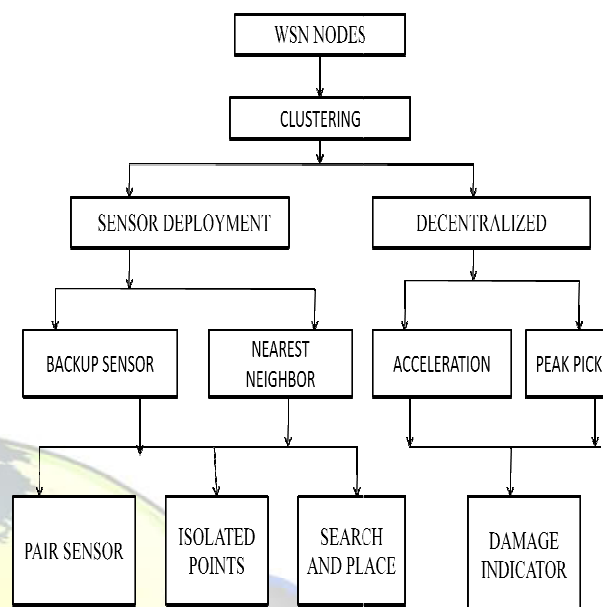 WSN NODES
CLUSTERING
SENSOR DEPLOYMENT
DECENTRALIZED
BACKUP SENSOR
NEAREST
NEIGHBOR
ACCELERATION
PEAK PICK
PAIR SENSOR
ISOLATED
POINTS
SEARCH
AND PLACE
DAMAGE
INDICATOR